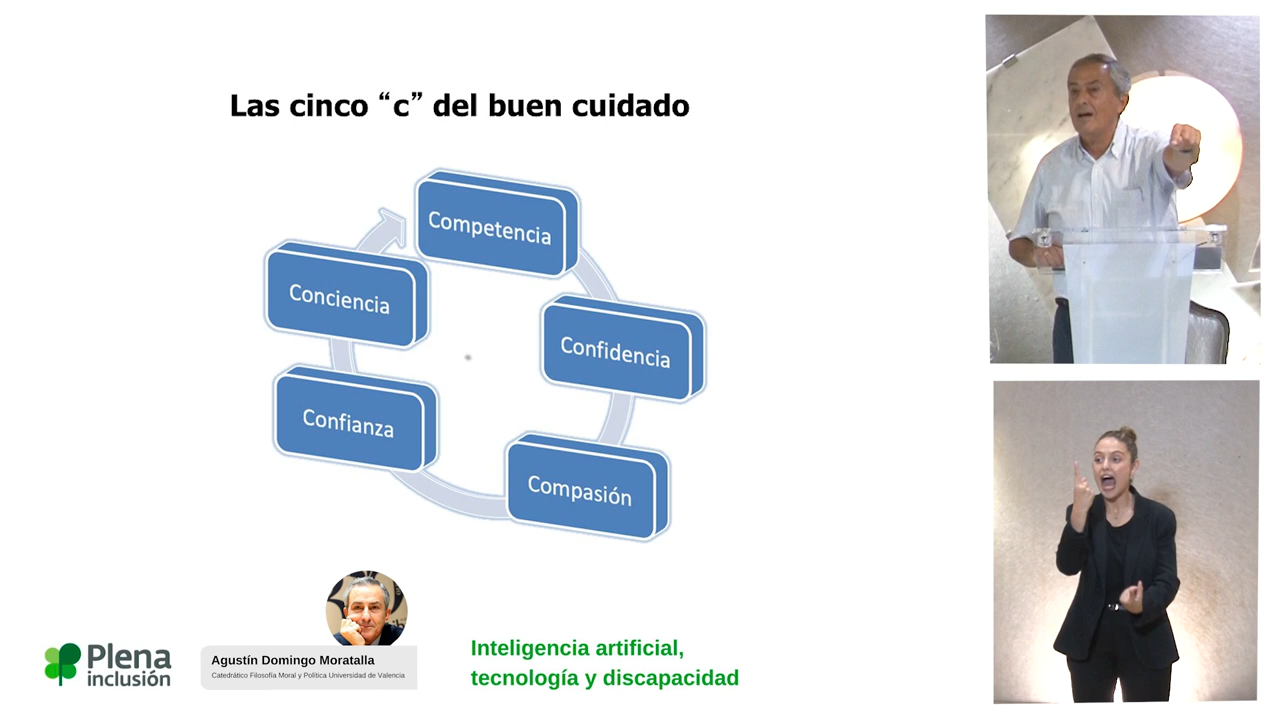 Las cinco “c” del buen cuidado
Competencia
Confidencia
Compasión
Confianza
Conciencia
Plena
inclusión
Agustín Domingo Moratalla
Catedrático Filosofía Moral y Política Universidad de Valencia
Inteligencia artificial,
tecnología y discapacidad